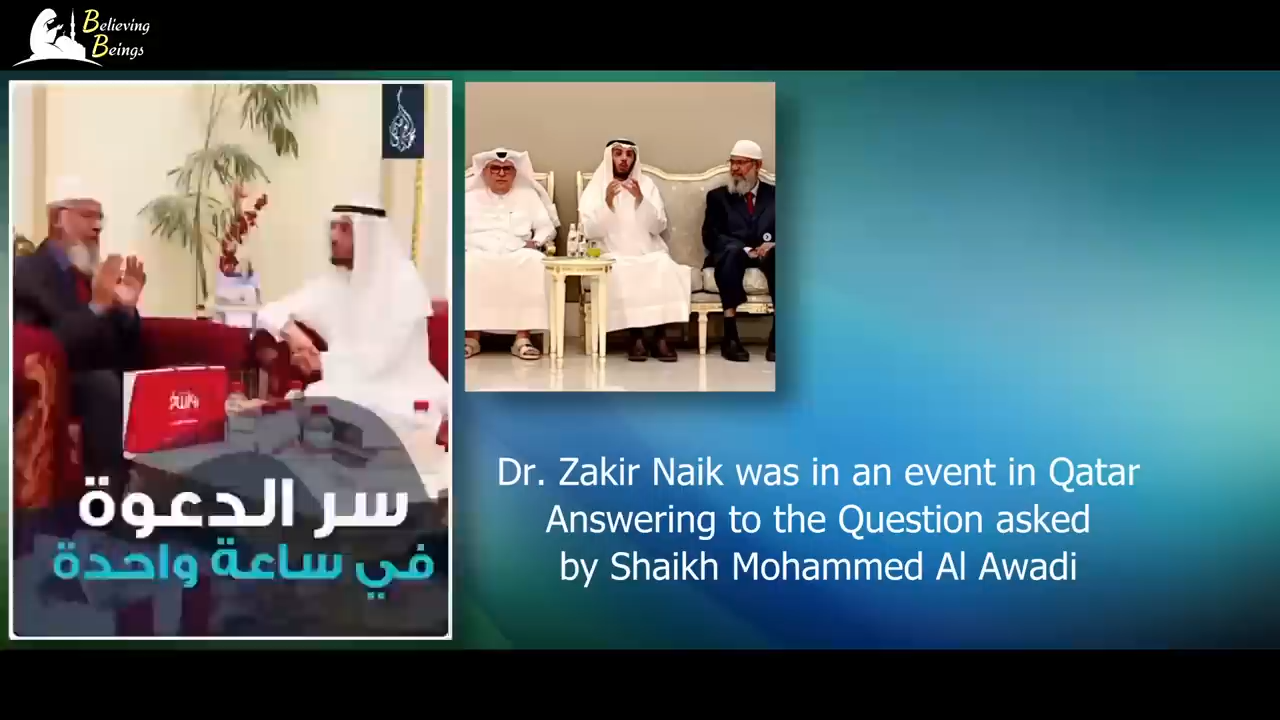 Believing
Beings
سر الدعوة
في ساعة واحدة
Dr. Zakir Naik was in an event in Qatar
Answering to the Question asked
by Shaikh Mohammed Al Awadi